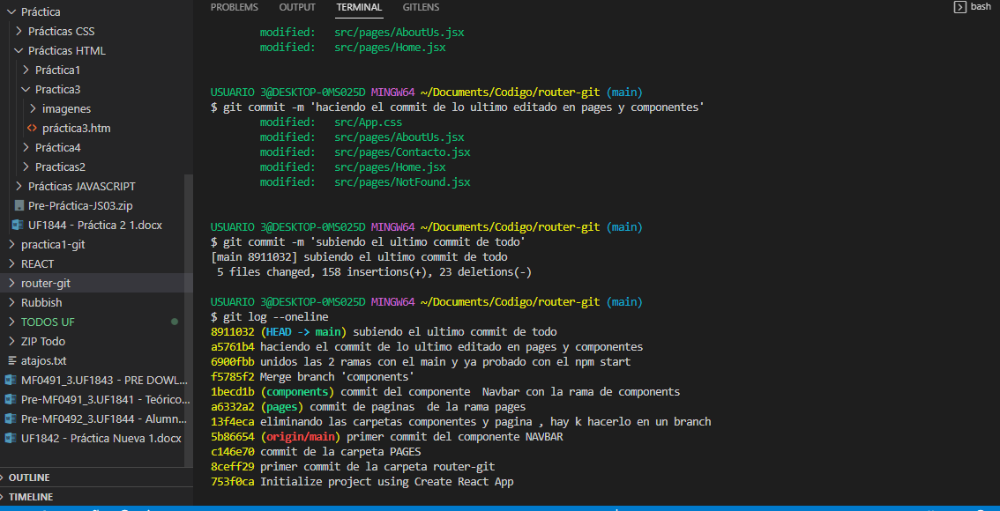 Práctica
Prácticas CSS
Prácticas HTML
Práctica1
Practica3
imagenes
práctica3.htm
Práctica4
Practicas2
Prácticas JAVASCRIPT
Pre-Práctica-JS03.zip
UF1844 - Práctica 2 1.docx
practica1-git
REACT
router-git
Rubbish
TODOS UF
ZIP Todo
atajos.txt
MF0491_3.UF1843 - PRE DOWL...
Pre-MF0491_3.UF1841 - Teórico...
Pre-MF0492_3.UF1844 - Alumn...
UF1842 - Práctica Nueva 1.docx
OUTLINE
TIMELINE
PROBLEMS OUTPUT TERMINAL GITLENS bash
modified: src/pages/AboutUs.jsx
modified: src/pages/Home.jsx
USUARIO 3@DESKTOP-0MS025D MINGW64 ~/Documents/Codigo/router-git (main)
$ git commit -m 'haciendo el commit de lo ultimo editado en pages y componentes'
modified: src/App.css
modified: src/pages/AboutUs.jsx
modified: src/pages/Contacto.jsx
modified: src/pages/Home.jsx
modified: src/pages/NotFound.jsx
USUARIO 3@DESKTOP-0MS025D MINGW64 ~/Documents/Codigo/router-git (main)
$ git commit -m 'subiendo el ultimo commit de todo'
[main 8911032] subiendo el ultimo commit de todo
5 files changed, 158 insertions(+), 23 deletions(-)
USUARIO 3@DESKTOP-0MS025D MINGW64 ~/Documents/Codigo/router-git (main)
$ git log --oneline
8911032 (HEAD -> main) subiendo el ultimo commit de todo
a5761b4 haciendo el commit de lo ultimo editado en pages y componentes
6900fbb unidos las 2 ramas con el main y ya probado con el npm start
f5785f2 Merge branch 'components'
1becd1b (components) commit del componente  Navbar con la rama de components
a6332a2 (pages) commit de paginas  de la rama pages
13f4eca eliminando las carpetas componentes y pagina , hay k hacerlo en un branch
5b86654 (origin/main) primer commit del componente NAVBAR
c146e70 commit de la carpeta PAGES
8ceff29 primer commit de la carpeta router-git
753f0ca Initialize project using Create React App